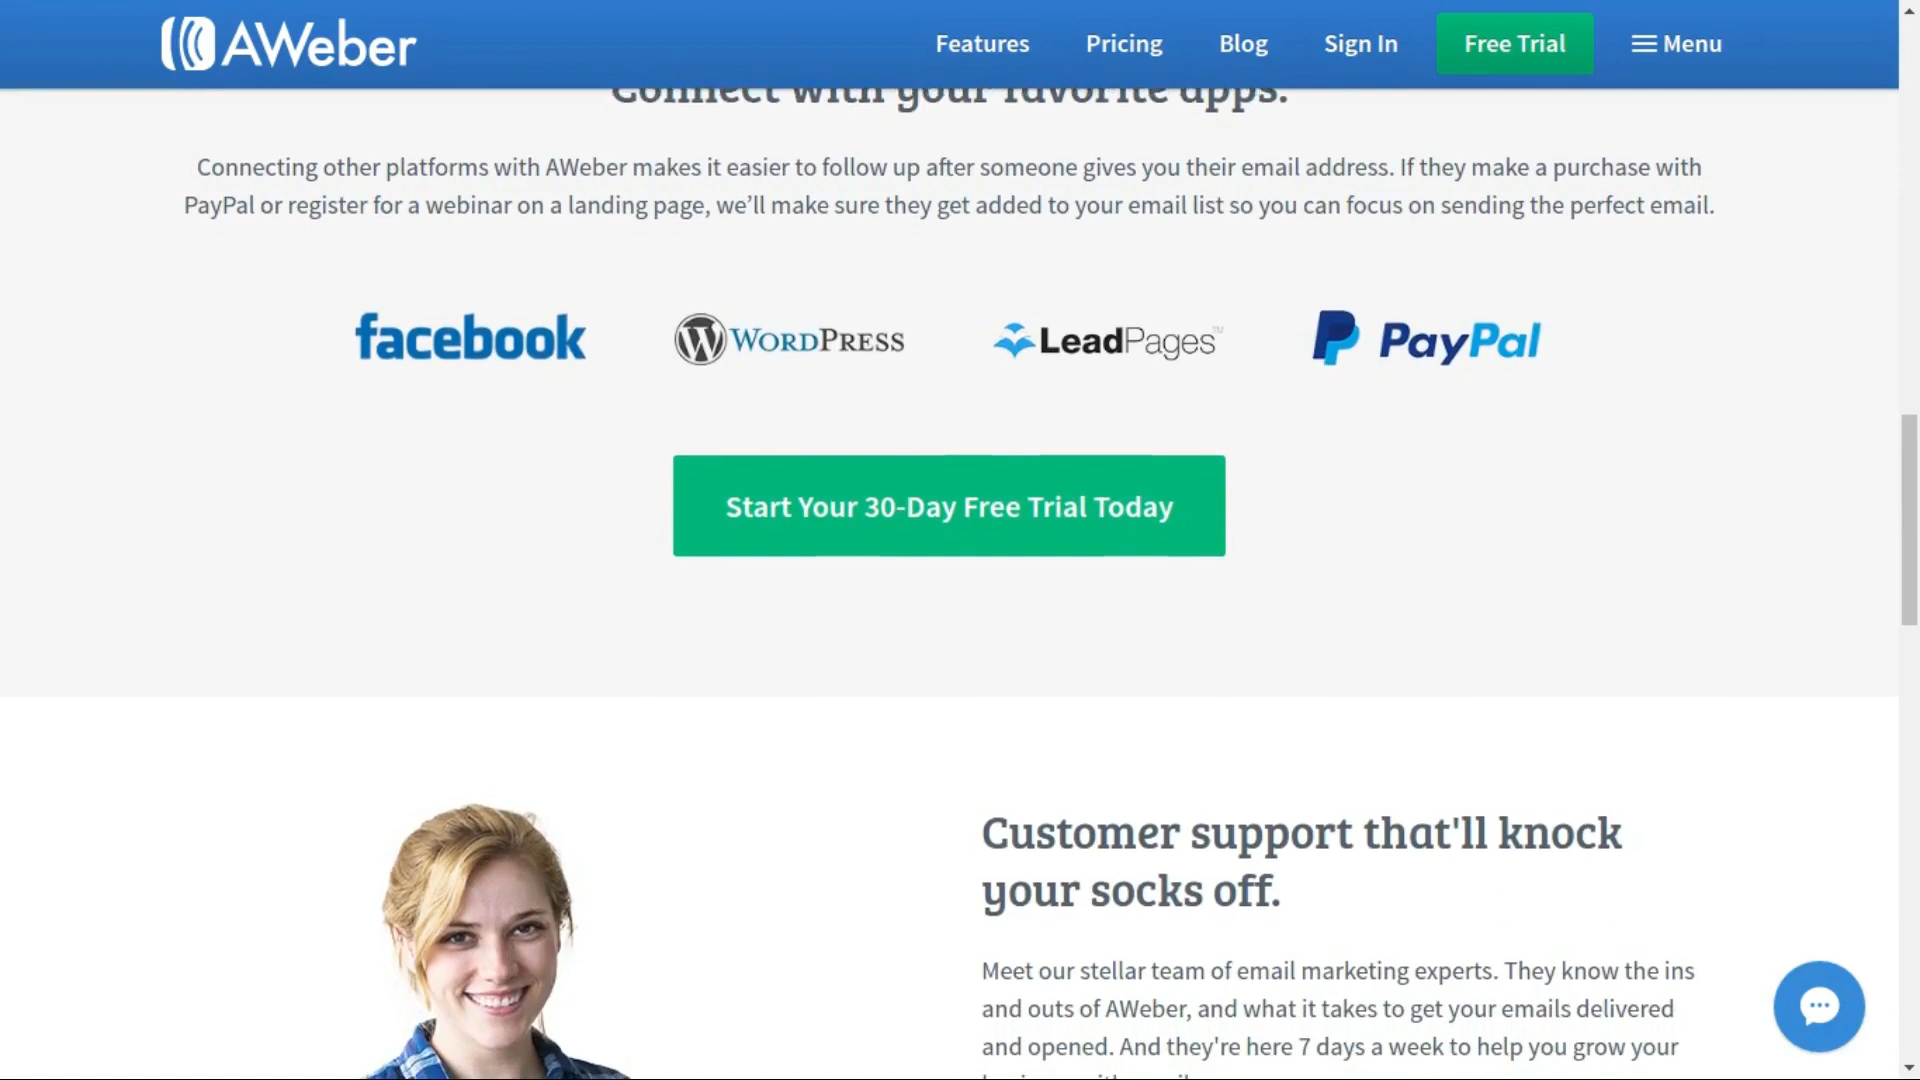 AWeber
Features
Pricing
Blog
Sign In
Free Trial
Menu
Connect with your favorite apps.
Connecting other platforms with AWeber makes it easier to follow up after someone gives you their email address. If they make a purchase with
PayPal or register for a webinar on a landing page, we’ll make sure they get added to your email list so you can focus on sending the perfect email.
facebook
WORDPRESS
LeadPages™
PayPal
Start Your 30-Day Free Trial Today
Customer support that'll knock
your socks off.
Meet our stellar team of email marketing experts. They know the ins
and outs of AWeber, and what it takes to get your emails delivered
and opened. And they're here 7 days a week to help you grow your